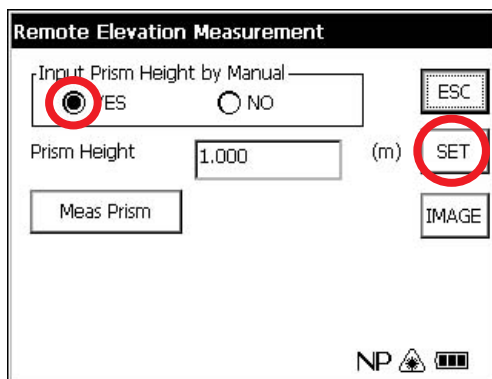 Remote Elevation Measurement
Input Prism Height by Manual
YES NO
ESC
Prism Height 1.000 (m) SET
Meas Prism IMAGE
NP